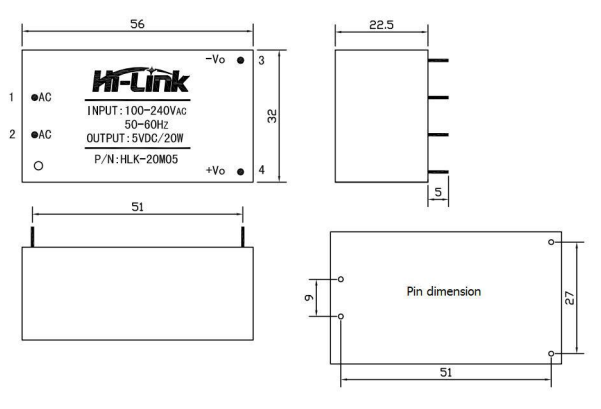 56
22.5
-Vo 3
Hi-Link
1 AC
INPUT:100-240VAC
50-60Hz
32
2 AC
OUTPUT:5VDC/20W
P/N:HLK-20M05
+Vo 4
5
51
Pin dimension
9
27
51